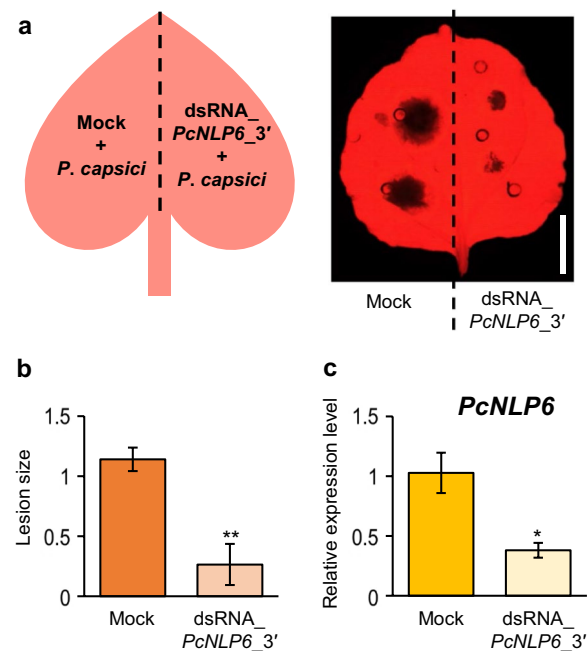 a
Mock
+
P. capsici
dsRNA_
PcNLP6_3′
+
P. capsici
Mock
dsRNA_
PcNLP6_3′
b
Lesion size
1.5
1
0.5
0
**
Mock
dsRNA_
PcNLP6_3′
c
PcNLP6
Relative expression level
1.5
1
0.5
0
*
Mock
dsRNA_
PcNLP6_3′